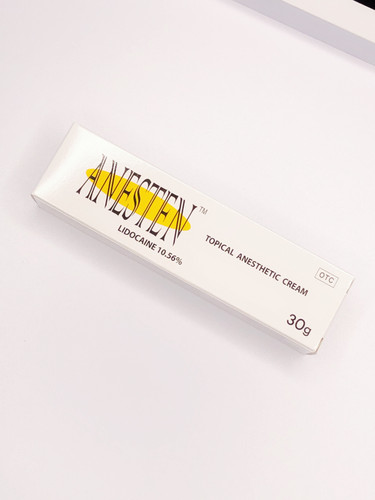 ANESTEN™
LIDOCAINE 10.56%
TOPICAL ANESTHETIC CREAM
OTC
30g